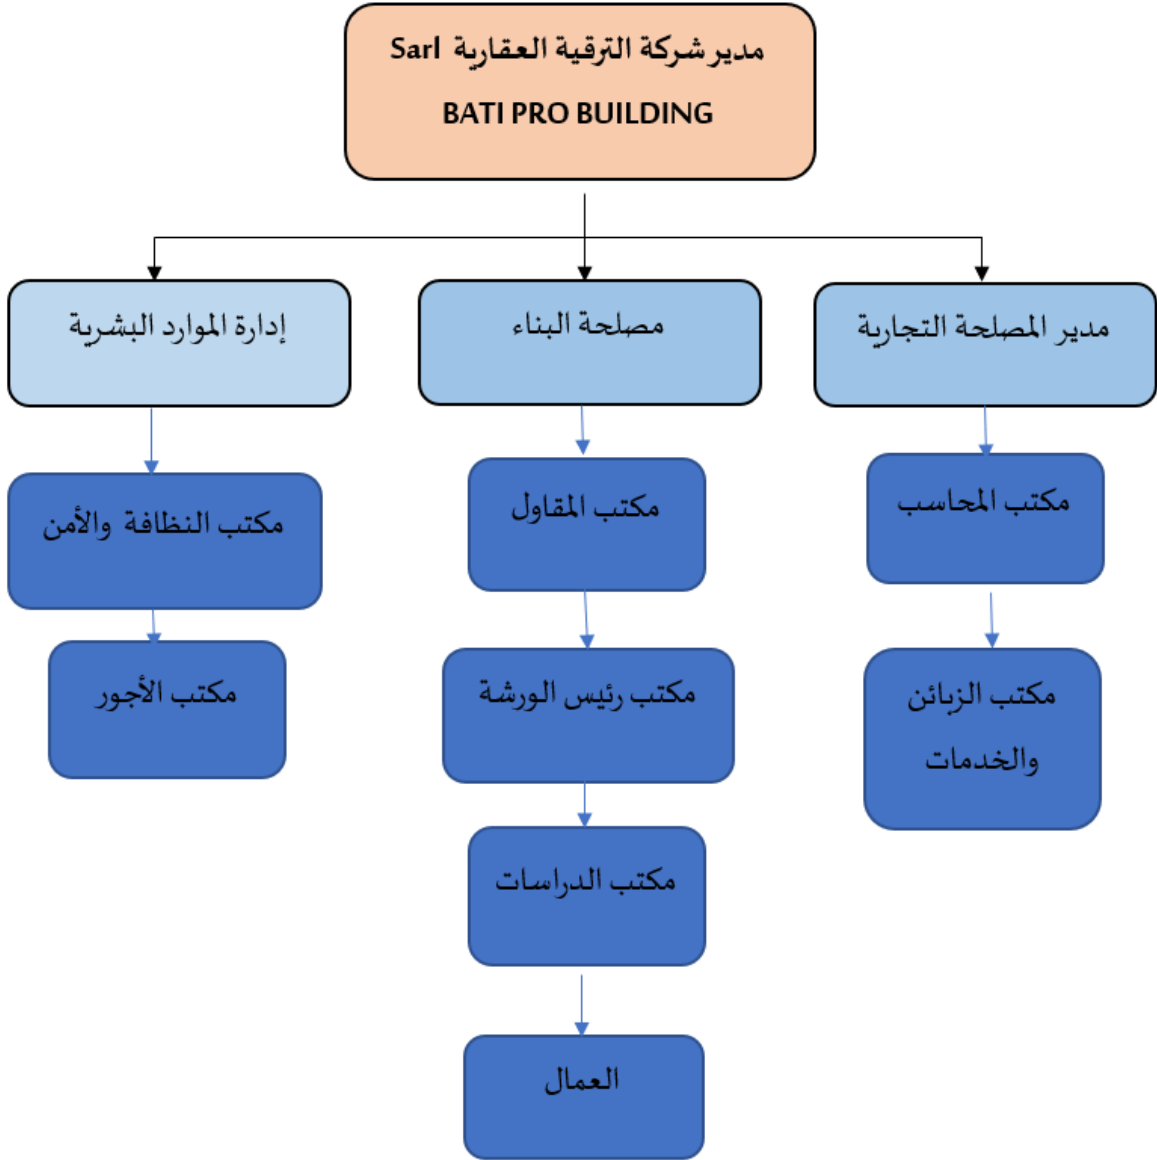 مدير شركة الترقية العقارية Sarl
BATI PRO BUILDING
مدير المصلحة التجارية
مصلحة البناء
إدارة الموارد البشرية
مكتب المحاسب
مكتب المقاول
مكتب النظافة والأمن
مكتب الزبائن
والخدمات
مكتب رئيس الورشة
مكتب الأجور
مكتب الدراسات
العمال